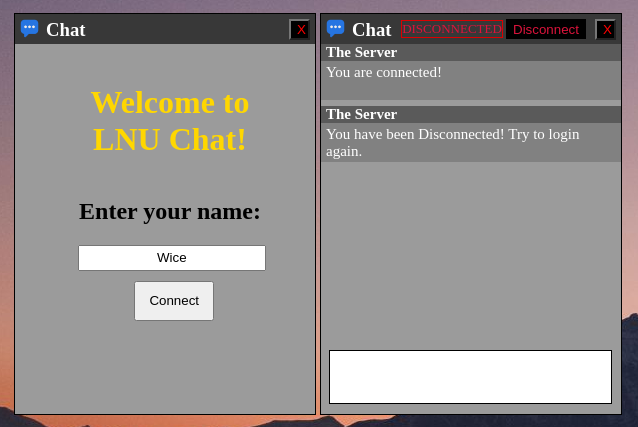 Chat
X
Welcome to
LNU Chat!
Enter your name:
Wice
Connect
Chat
DISCONNECTED
Disconnect
X
The Server
You are connected!
The Server
You have been Disconnected! Try to login
again.